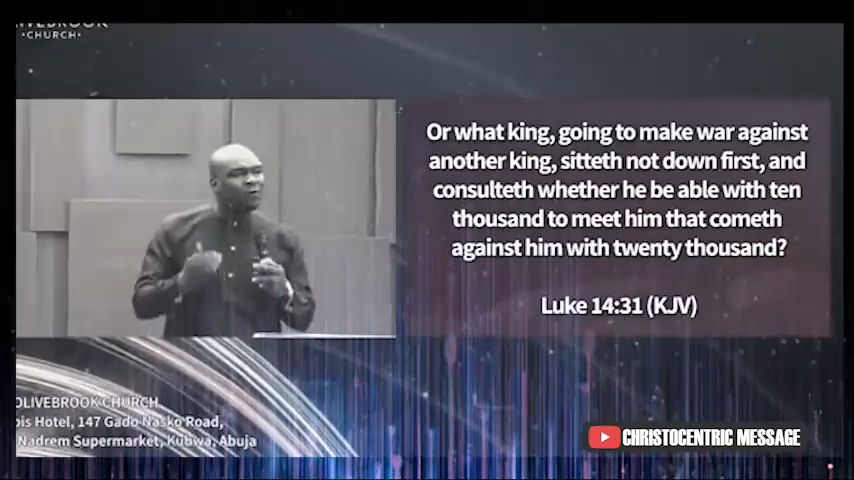 ·CHURCH·
Or what king, going to make war against
another king, sitteth not down first, and
consulteth whether he be able with ten
thousand to meet him that cometh
against him with twenty thousand?
Luke 14:31 (KJV)
OLIVEBROOK CHURCH
Hotel, 147 Gado Nasko Road,
Nadrem Supermarket, Kubwa, Abuja
CHRISTOCENTRIC MESSAGE